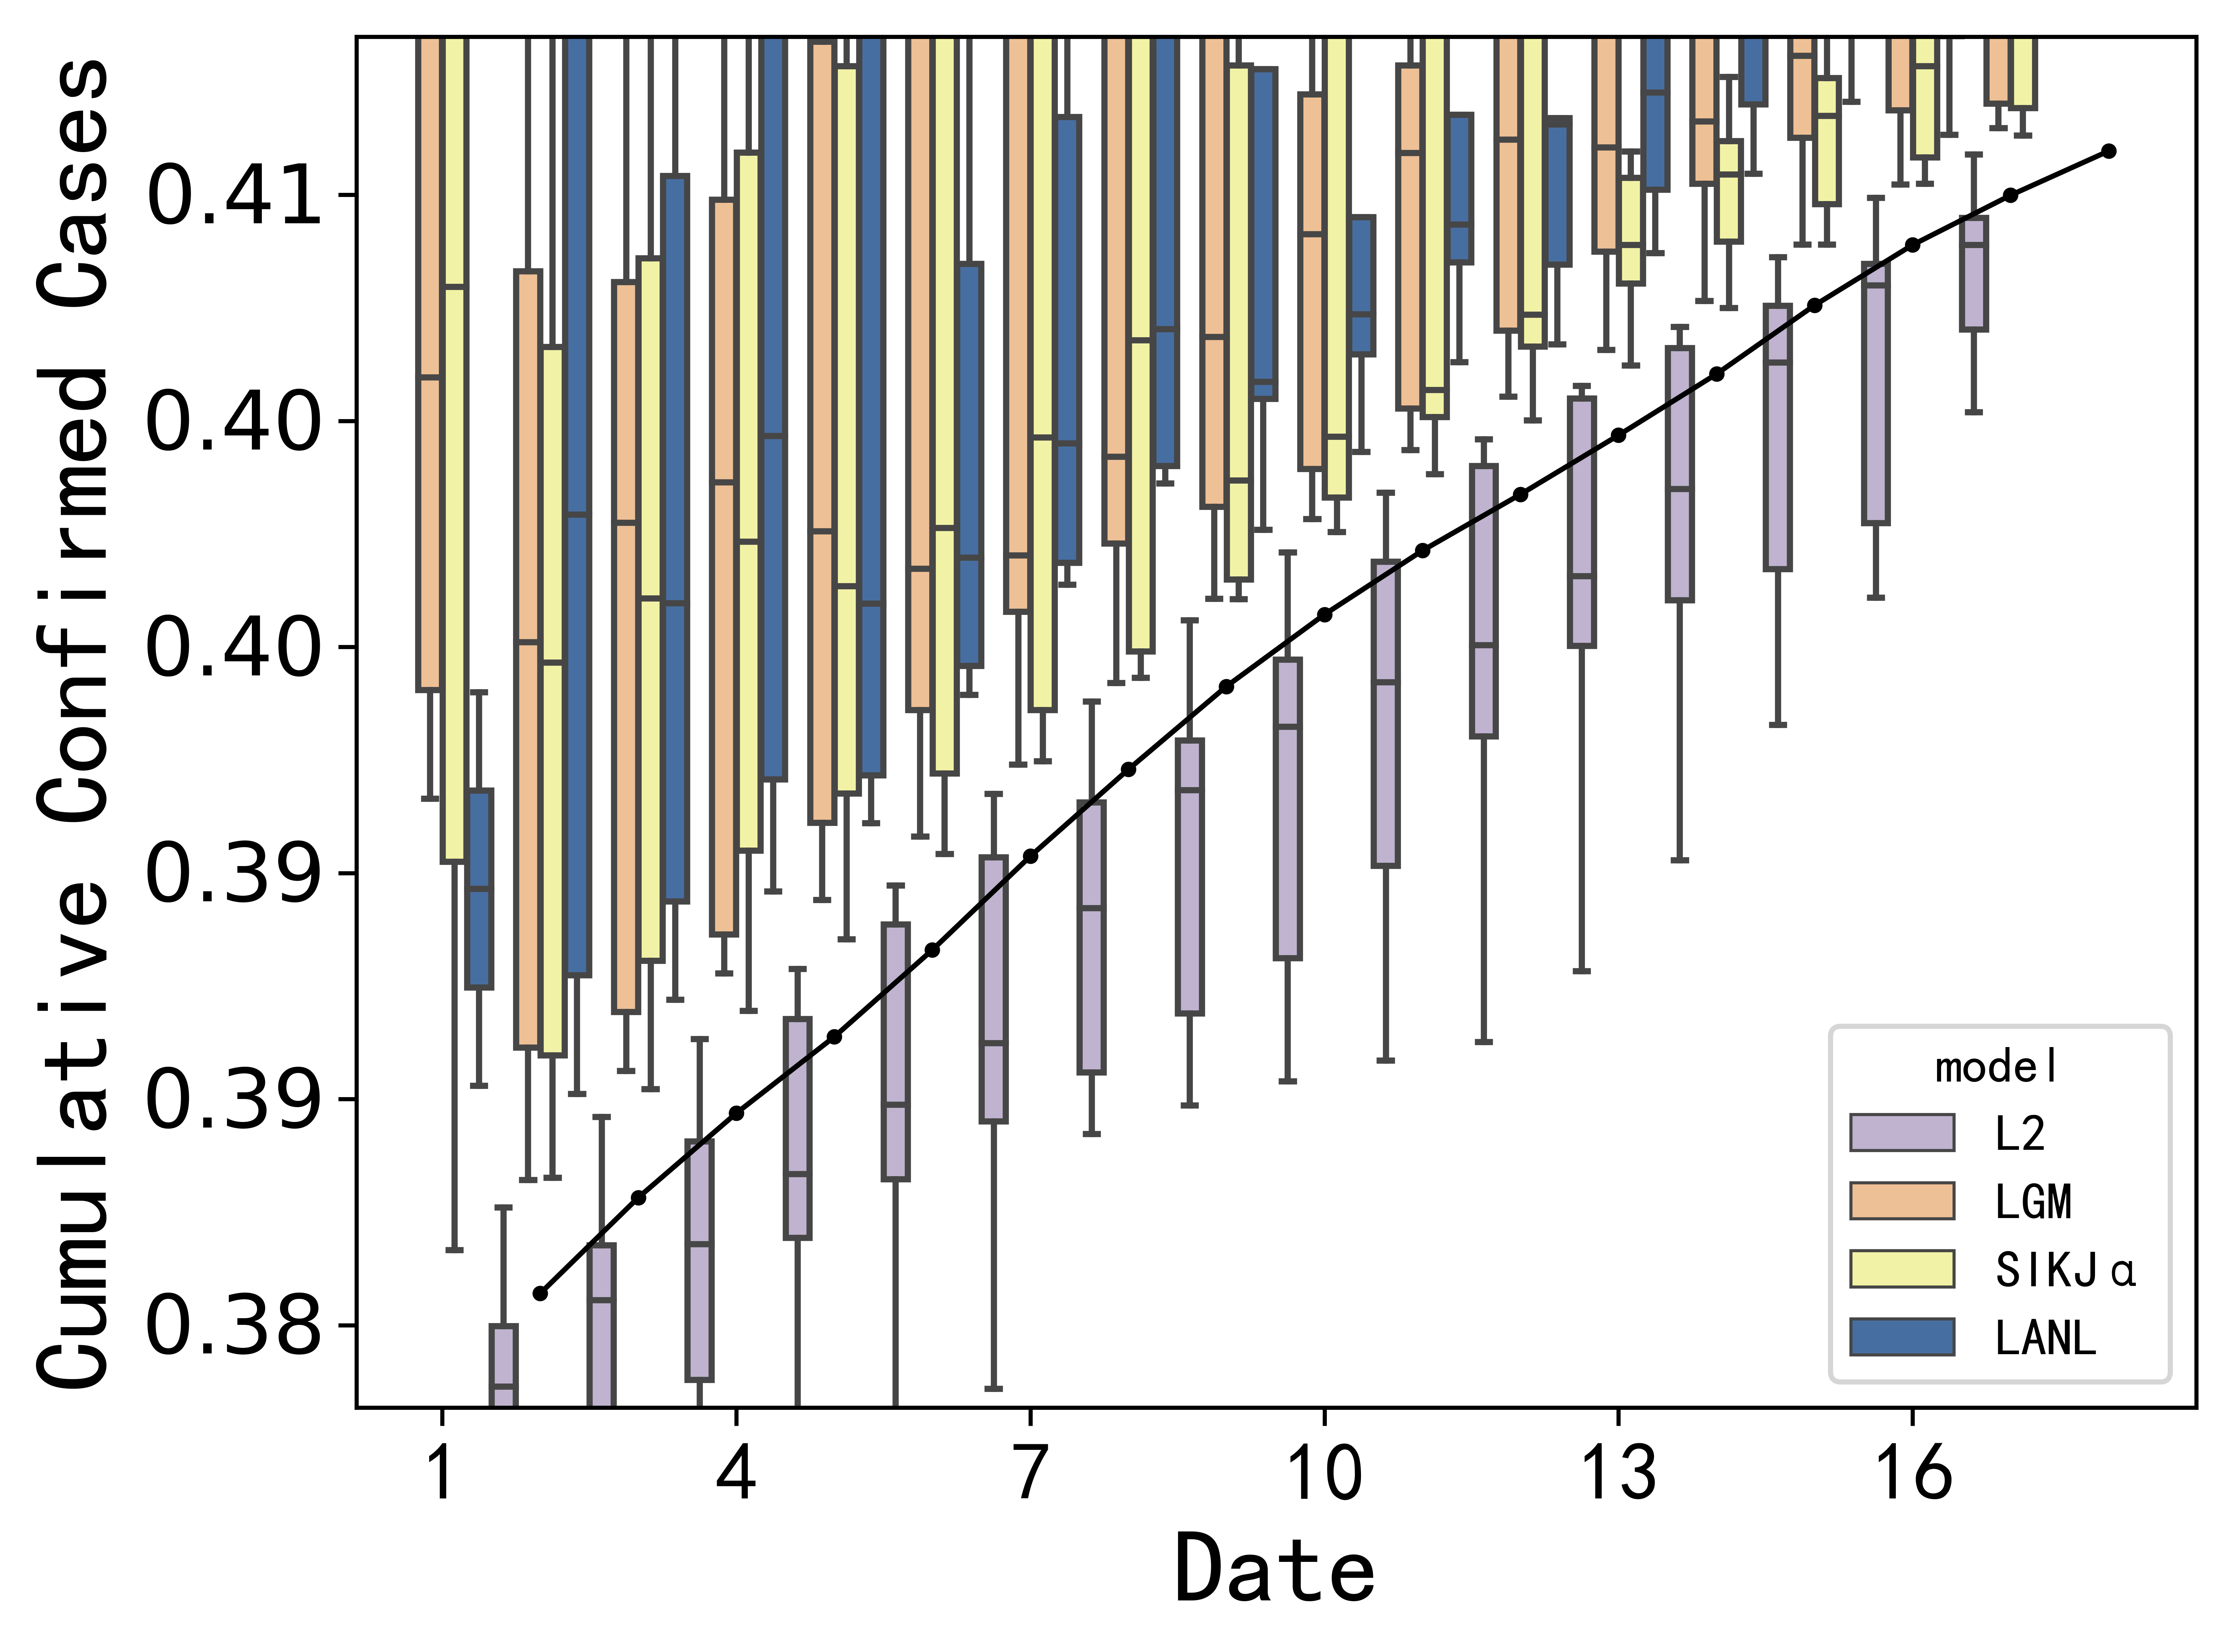 Cumulative Confirmed Cases
0.41
0.40
0.40
0.39
0.39
0.38
1 4 7 10 13 16
Date
model
L2
LGM
SIKJα
LANL